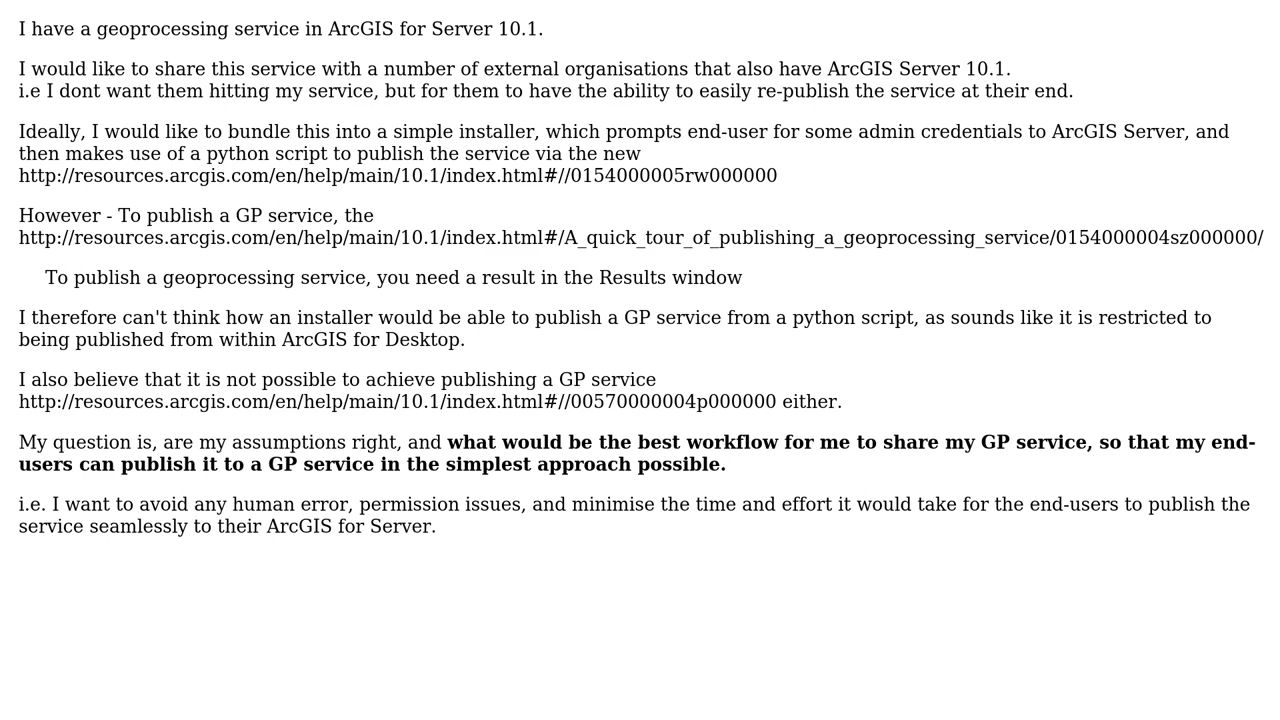 I have a geoprocessing service in ArcGIS for Server 10.1.
I would like to share this service with a number of external organisations that also have ArcGIS Server 10.1.
i.e I dont want them hitting my service, but for them to have the ability to easily re-publish the service at their end.
Ideally, I would like to bundle this into a simple installer, which prompts end-user for some admin credentials to ArcGIS Server, and
then makes use of a python script to publish the service via the new
http://resources.arcgis.com/en/help/main/10.1/index.html#//0154000005rw000000
However - To publish a GP service, the
http://resources.arcgis.com/en/help/main/10.1/index.html#/A_quick_tour_of_publishing_a_geoprocessing_service/0154000004sz000000/
To publish a geoprocessing service, you need a result in the Results window
I therefore can't think how an installer would be able to publish a GP service from a python script, as sounds like it is restricted to
being published from within ArcGIS for Desktop.
I also believe that it is not possible to achieve publishing a GP service
http://resources.arcgis.com/en/help/main/10.1/index.html#//00570000004p000000 either.
My question is, are my assumptions right, and what would be the best workflow for me to share my GP service, so that my end-
users can publish it to a GP service in the simplest approach possible.
i.e. I want to avoid any human error, permission issues, and minimise the time and effort it would take for the end-users to publish the
service seamlessly to their ArcGIS for Server.